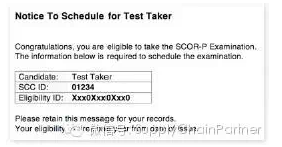 Notice To Schedule for Test Taker
Congratulations, you are eligible to take the SCOR-P Examination.
The information below is required to schedule the examination.
Candidate: Test Taker
SCC ID: 01234
Eligibility ID: Xxx0Xxx0Xxx0
Please retain this message for your records.
Your eligibility year from date of issue.
ChainPartner